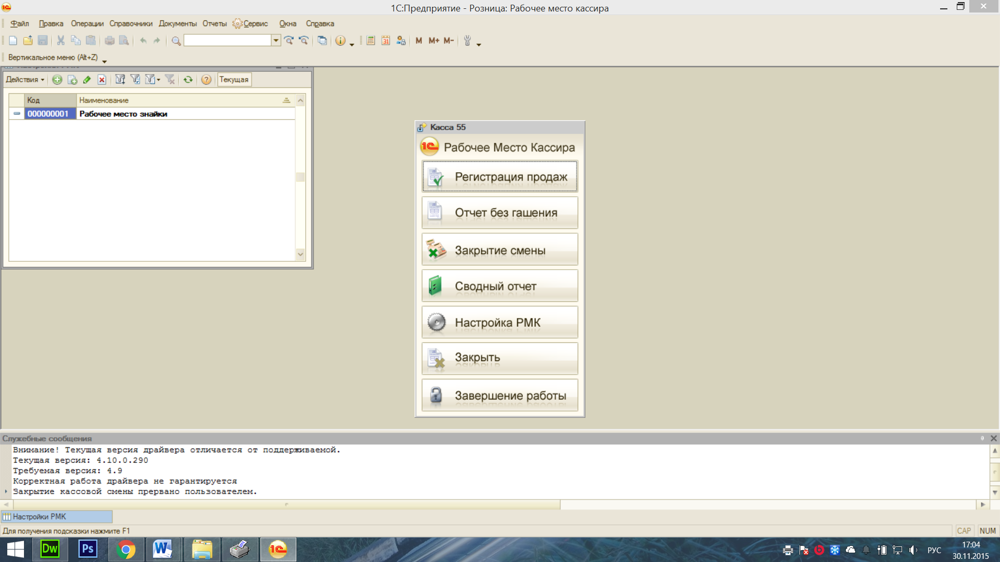 1С:Предприятие - Розница: Рабочее место кассира
Файл Правка Операции Справочники Документы Отчеты Сервис Окна Справка
31 M M+ M-
Вертикальное меню (Alt+Z)
Действия Текущая
Код Наименование
000000001 Рабочее место знайки
Касса 55
1С Рабочее Место Кассира
Регистрация продаж
Отчет без гашения
Закрытие смены
Сводный отчет
Настройка РМК
Закрыть
Завершение работы
Служебные сообщения
Внимание! Текущая версия драйвера отличается от поддерживаемой.
Текущая версия: 4.10.0.290
Требуемая версия: 4.9
Корректная работа драйвера не гарантируется
Закрытие кассовой смены прервано пользователем.
Настройки РМК
Для получения подсказки нажмите F1
CAP NUM
Dw Ps W 1С
РУС
17:04
30.11.2015